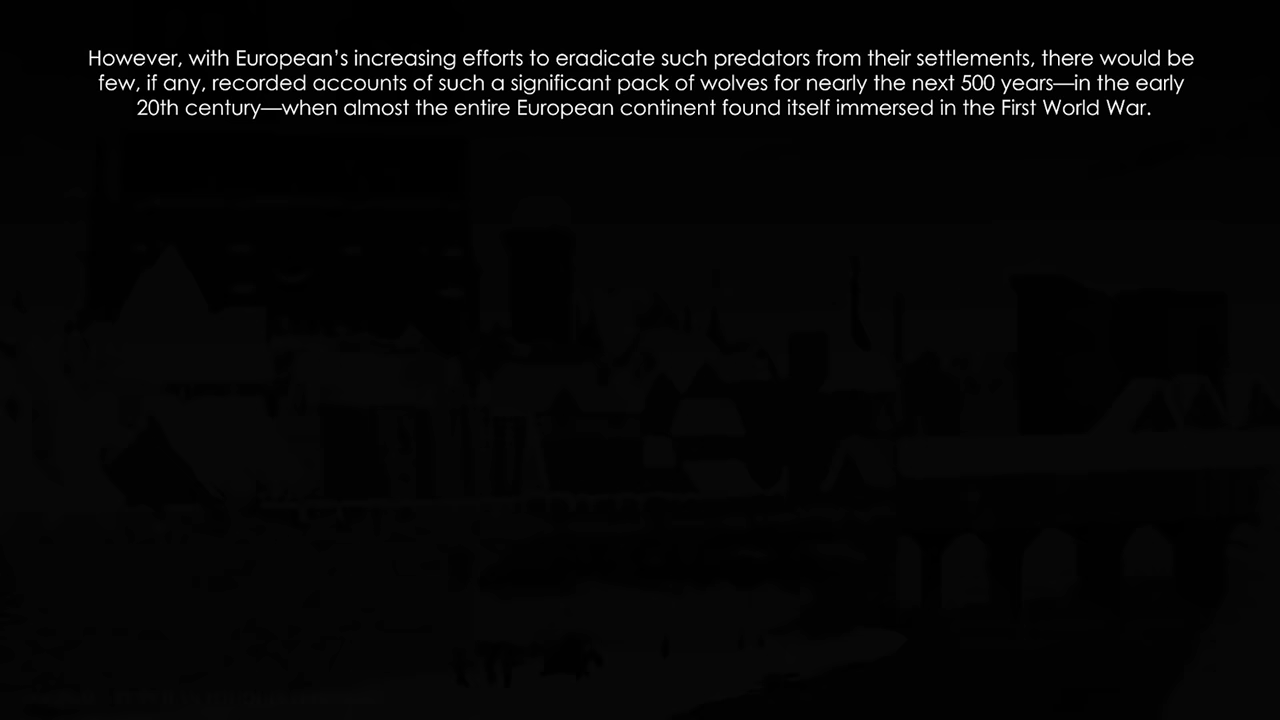 However, with European’s increasing efforts to eradicate such predators from their settlements, there would be
few, if any, recorded accounts of such a significant pack of wolves for nearly the next 500 years—in the early
20th century—when almost the entire European continent found itself immersed in the First World War.